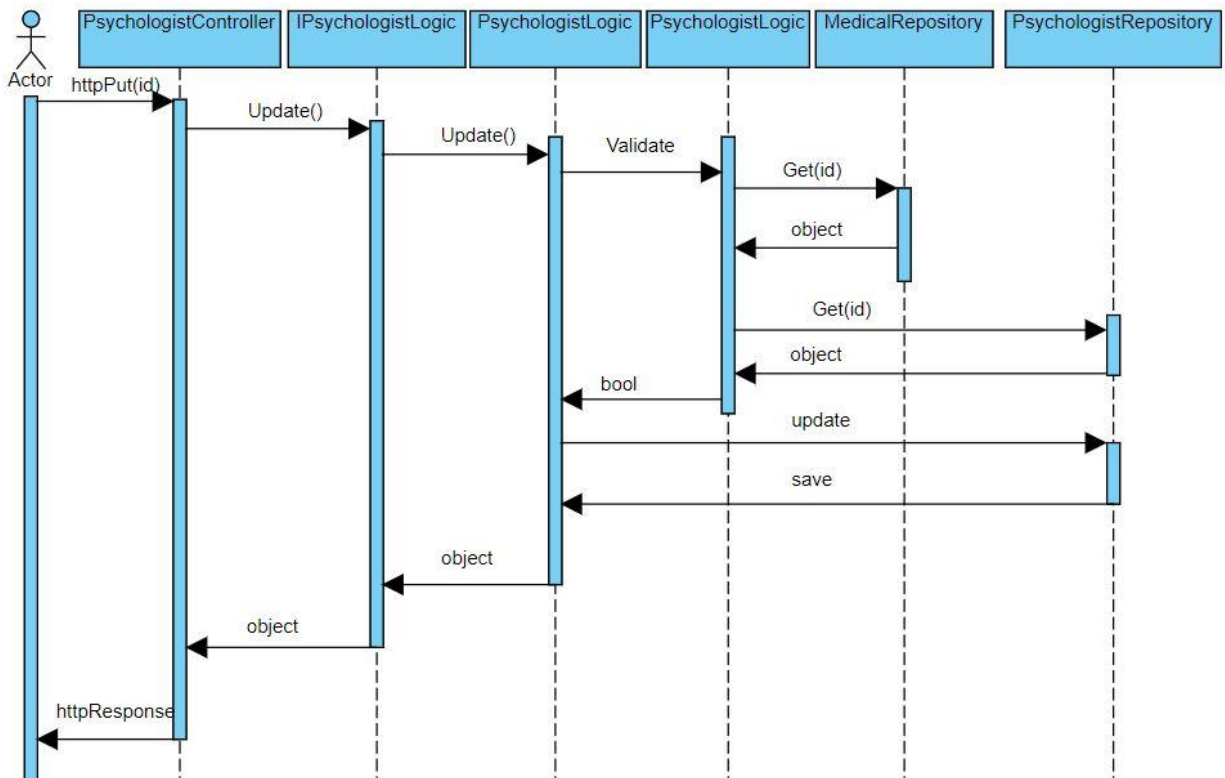 PsychologistController
IPsychologistLogic
PsychologistLogic
PsychologistLogic
MedicalRepository
PsychologistRepository
Actor
httpPut(id)
Update()
Update()
Validate
Get(id)
object
Get(id)
object
bool
update
save
object
object
httpResponse